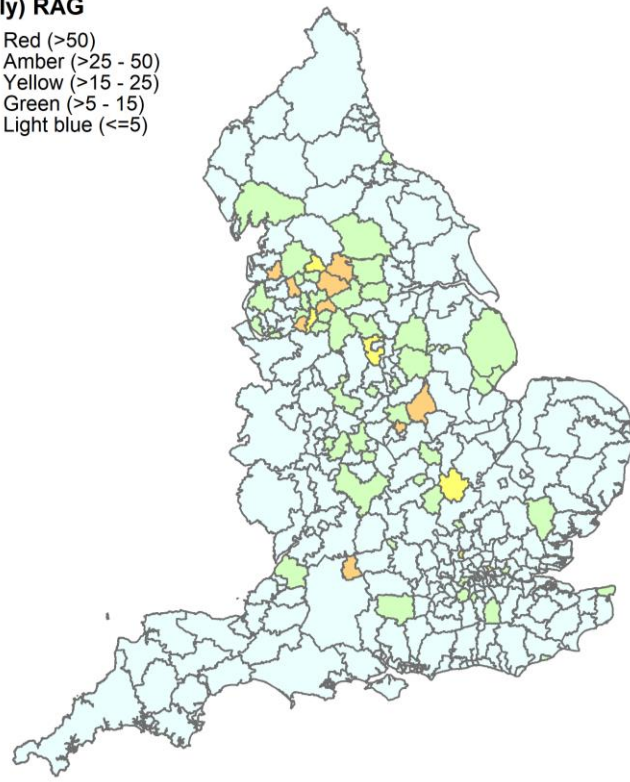 ly) RAG
Red (>50)
Amber (>25 - 50)
Yellow (>15 - 25)
Green (>5 - 15)
Light blue (<=5)